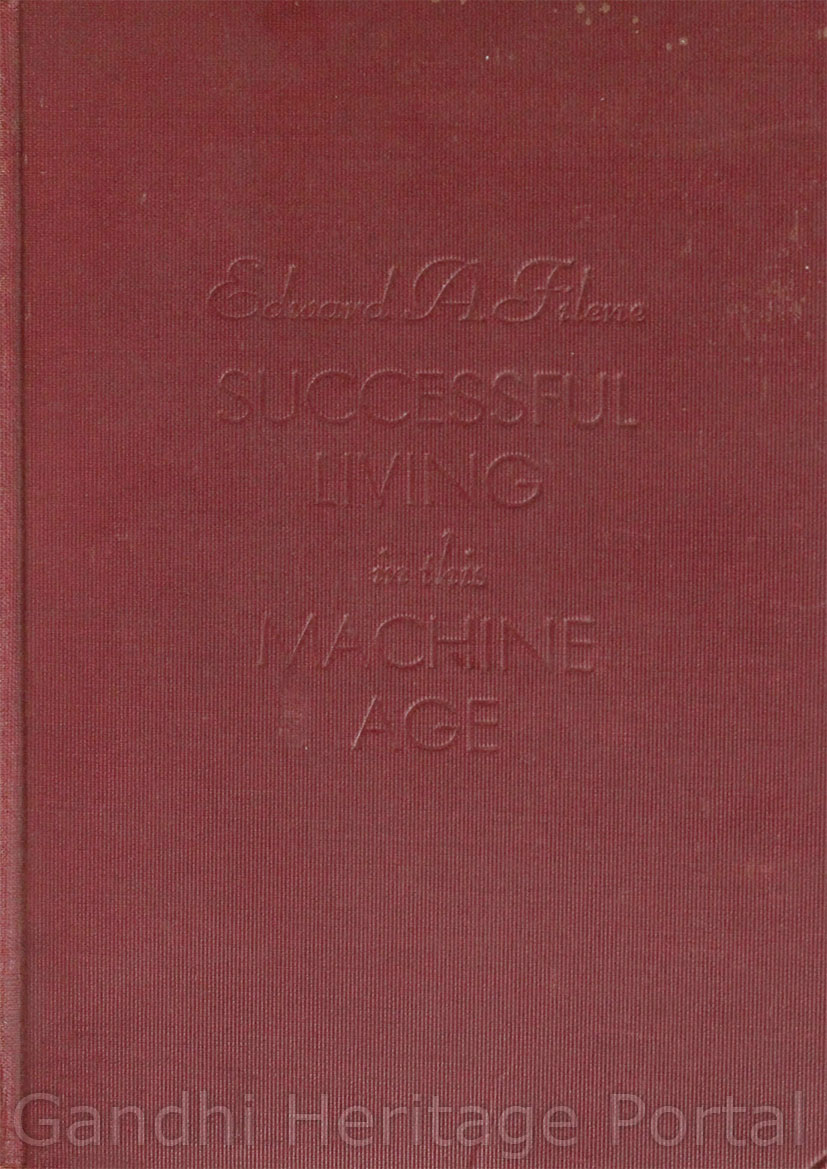 Edward A. Filene
SUCCESSFUL
LIVING
in this
MACHINE
AGE
Gandhi Heritage Portal